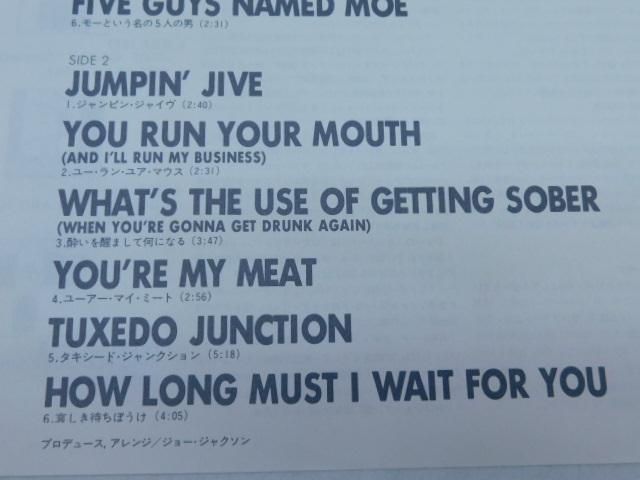 FIVE GUYS NAMED MOE
6.モーという名の5人の男 (2:31)
SIDE 2
JUMPIN' JIVE
1.ジャンピン・ジャイヴ (2:40)
YOU RUN YOUR MOUTH
(AND I'LL RUN MY BUSINESS)
2.ユー・ラン・ユア・マウス (2:31)
WHAT'S THE USE OF GETTING SOBER
(WHEN YOU'RE GONNA GET DRUNK AGAIN)
3.酔いを醒まして何になる (3:47)
YOU'RE MY MEAT
4.ユーアー・マイ・ミート (2:56)
TUXEDO JUNCTION
5.タキシード・ジャンクション (5:18)
HOW LONG MUST I WAIT FOR YOU
6.哀しき待ちぼうけ (4:05)
プロデュース, アレンジ/ジョー・ジャクソン